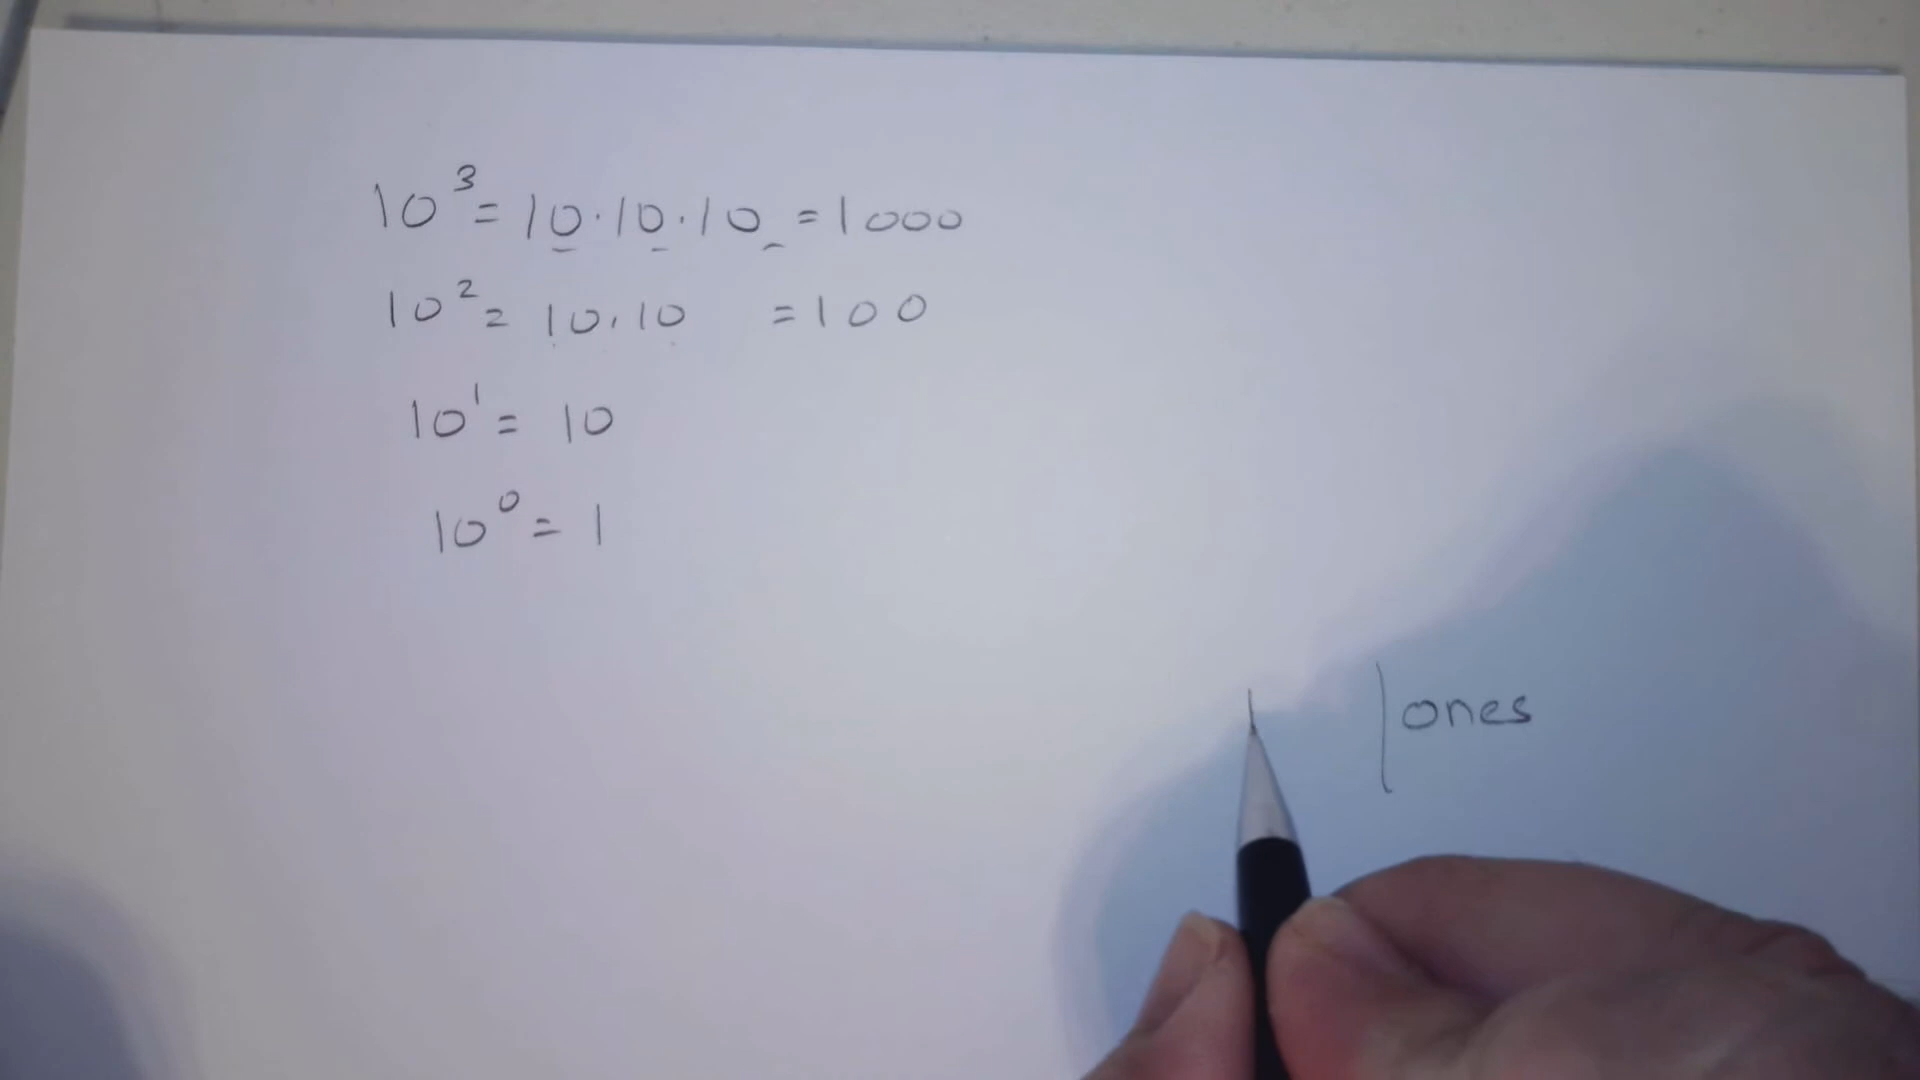 10³ = 10·10·10 = 1000
10² = 10·10 = 100
10¹ = 10
10⁰ = 1
| ones